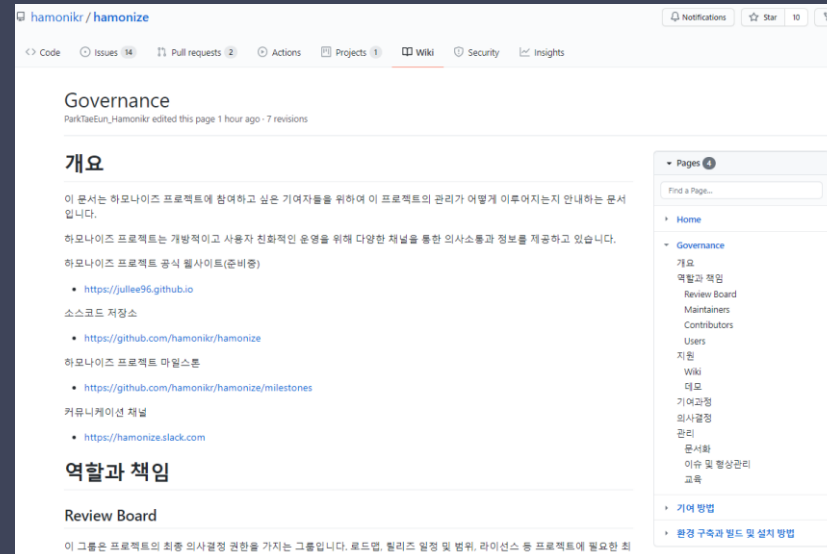 hamonikr / hamonize
Notifications
Star 10
Code
Issues 14
Pull requests 2
Actions
Projects 1
Wiki
Security
Insights
Governance
ParkTaeEun_Hamonikr edited this page 1 hour ago · 7 revisions
개요
이 문서는 하모나이즈 프로젝트에 참여하고 싶은 기여자들을 위하여 이 프로젝트의 관리가 어떻게 이루어지는지 안내하는 문서
입니다.
하모나이즈 프로젝트는 개방적이고 사용자 친화적인 운영을 위해 다양한 채널을 통한 의사소통과 정보를 제공하고 있습니다.
하모나이즈 프로젝트 공식 웹사이트(준비중)
https://jullee96.github.io
소스코드 저장소
https://github.com/hamonikr/hamonize
하모나이즈 프로젝트 마일스톤
https://github.com/hamonikr/hamonize/milestones
커뮤니케이션 채널
https://hamonize.slack.com
역할과 책임
Review Board
이 그룹은 프로젝트의 최종 의사결정 권한을 가지는 그룹입니다. 로드맵, 릴리즈 일정 및 범위, 라이선스 등 프로젝트에 필요한 최
Pages 4
Find a Page...
Home
Governance
개요
역할과 책임
Review Board
Maintainers
Contributors
Users
지원
Wiki
데모
기여과정
의사결정
관리
문서화
이슈 및 형상관리
교육
기여 방법
환경 구축과 빌드 및 설치 방법